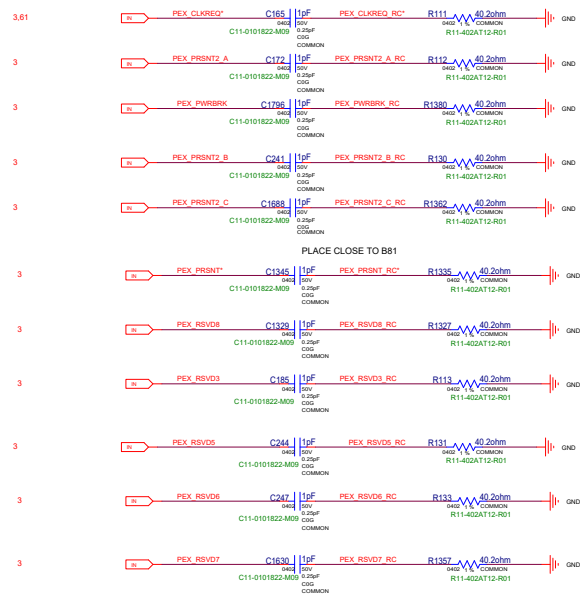 3,61 IN PEX_CLKREQ* C165 1pF PEX_CLKREQ_RC* R111 40.2ohm GND
0402 50V 0402 1% COMMON
C11-0101822-M09 0.25pF R11-402AT12-R01
C0G
COMMON
3 IN PEX_PRSNT2_A C172 1pF PEX_PRSNT2_A_RC R112 40.2ohm GND
0402 50V 0402 1% COMMON
C11-0101822-M09 0.25pF R11-402AT12-R01
C0G
COMMON
3 IN PEX_PWRBRK C1796 1pF PEX_PWRBRK_RC R1380 40.2ohm GND
0402 50V 0402 1% COMMON
C11-0101822-M09 0.25pF R11-402AT12-R01
C0G
COMMON
3 IN PEX_PRSNT2_B C241 1pF PEX_PRSNT2_B_RC R130 40.2ohm GND
0402 50V 0402 1% COMMON
C11-0101822-M09 0.25pF R11-402AT12-R01
C0G
COMMON
3 IN PEX_PRSNT2_C C1688 1pF PEX_PRSNT2_C_RC R1362 40.2ohm GND
0402 50V 0402 1% COMMON
C11-0101822-M09 0.25pF R11-402AT12-R01
C0G
COMMON
PLACE CLOSE TO B81
3 IN PEX_PRSNT* C1345 1pF PEX_PRSNT_RC* R1335 40.2ohm GND
0402 50V 0402 1% COMMON
C11-0101822-M09 0.25pF R11-402AT12-R01
C0G
COMMON
3 IN PEX_RSVD8 C1329 1pF PEX_RSVD8_RC R1327 40.2ohm GND
0402 50V 0402 1% COMMON
C11-0101822-M09 0.25pF R11-402AT12-R01
C0G
COMMON
3 IN PEX_RSVD3 C185 1pF PEX_RSVD3_RC R113 40.2ohm GND
0402 50V 0402 1% COMMON
C11-0101822-M09 0.25pF R11-402AT12-R01
C0G
COMMON
3 IN PEX_RSVD5 C244 1pF PEX_RSVD5_RC R131 40.2ohm GND
0402 50V 0402 1% COMMON
C11-0101822-M09 0.25pF R11-402AT12-R01
C0G
COMMON
3 IN PEX_RSVD6 C247 1pF PEX_RSVD6_RC R133 40.2ohm GND
0402 50V 0402 1% COMMON
C11-0101822-M09 0.25pF R11-402AT12-R01
C0G
COMMON
3 IN PEX_RSVD7 C1630 1pF PEX_RSVD7_RC R1357 40.2ohm GND
0402 50V 0402 1% COMMON
C11-0101822-M09 0.25pF R11-402AT12-R01
C0G
COMMON